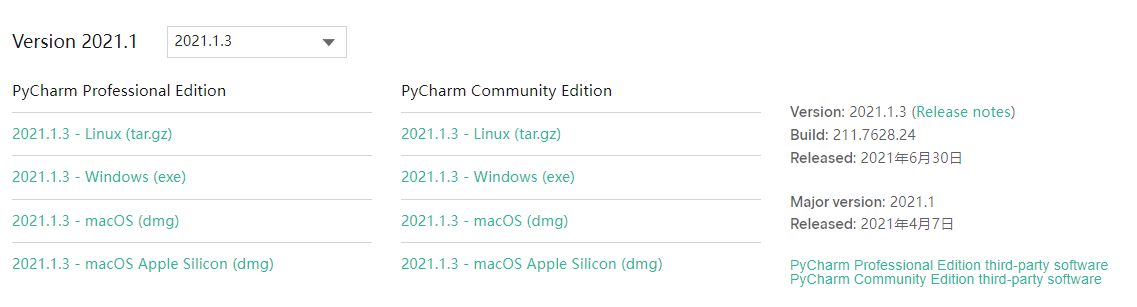 Version 2021.1
2021.1.3
PyCharm Professional Edition
2021.1.3 - Linux (tar.gz)
2021.1.3 - Windows (exe)
2021.1.3 - macOS (dmg)
2021.1.3 - macOS Apple Silicon (dmg)
PyCharm Community Edition
2021.1.3 - Linux (tar.gz)
2021.1.3 - Windows (exe)
2021.1.3 - macOS (dmg)
2021.1.3 - macOS Apple Silicon (dmg)
Version: 2021.1.3 (Release notes)
Build: 211.7628.24
Released: 2021年6月30日
Major version: 2021.1
Released: 2021年4月7日
PyCharm Professional Edition third-party software
PyCharm Community Edition third-party software